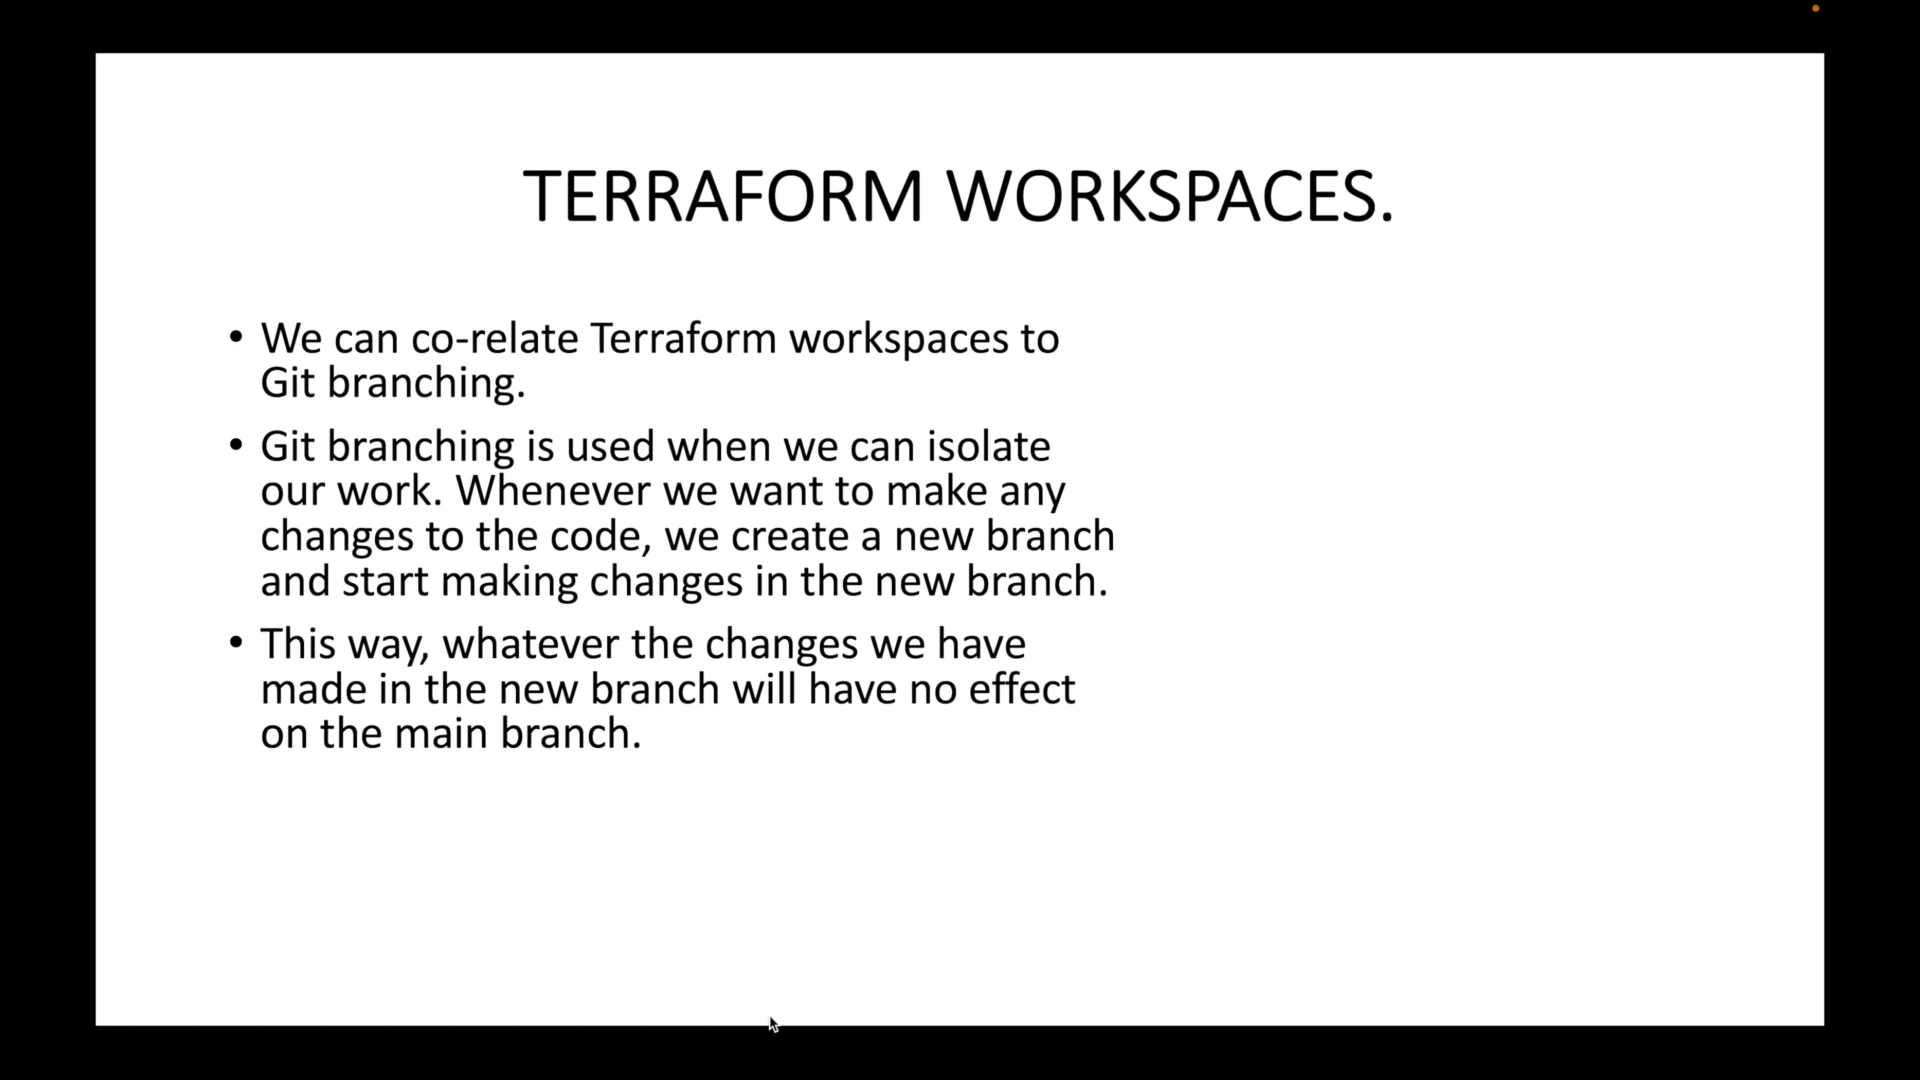 TERRAFORM WORKSPACES.
• We can co-relate Terraform workspaces to
Git branching.
• Git branching is used when we can isolate
our work. Whenever we want to make any
changes to the code, we create a new branch
and start making changes in the new branch.
• This way, whatever the changes we have
made in the new branch will have no effect
on the main branch.